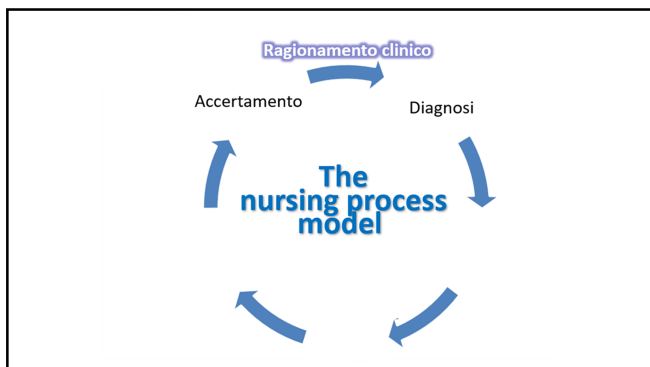 Ragionamento clinico
Accertamento
Diagnosi
The
nursing process
model